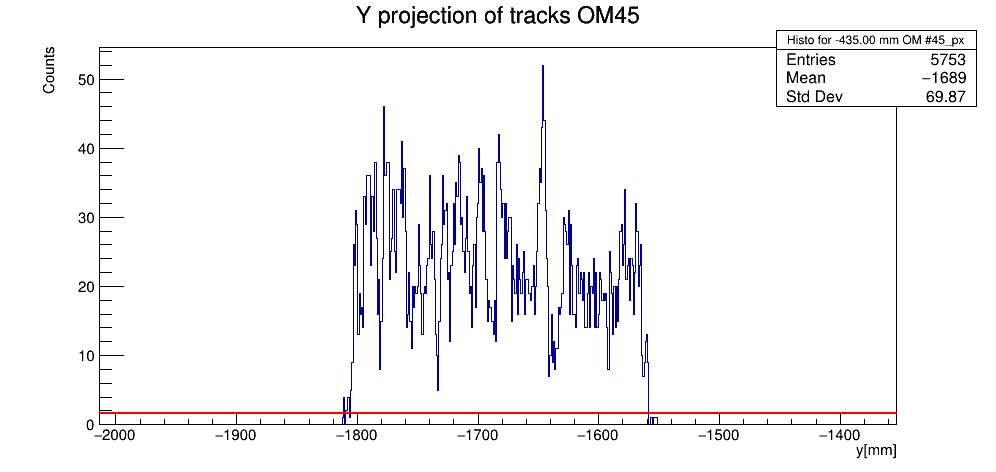 Y projection of tracks OM45
Histo for -435.00 mm OM #45_px
Entries 5753
Mean −1689
Std Dev 69.87
Counts
50
40
30
20
10
0
−2000 −1900 −1800 −1700 −1600 −1500 −1400
y[mm]